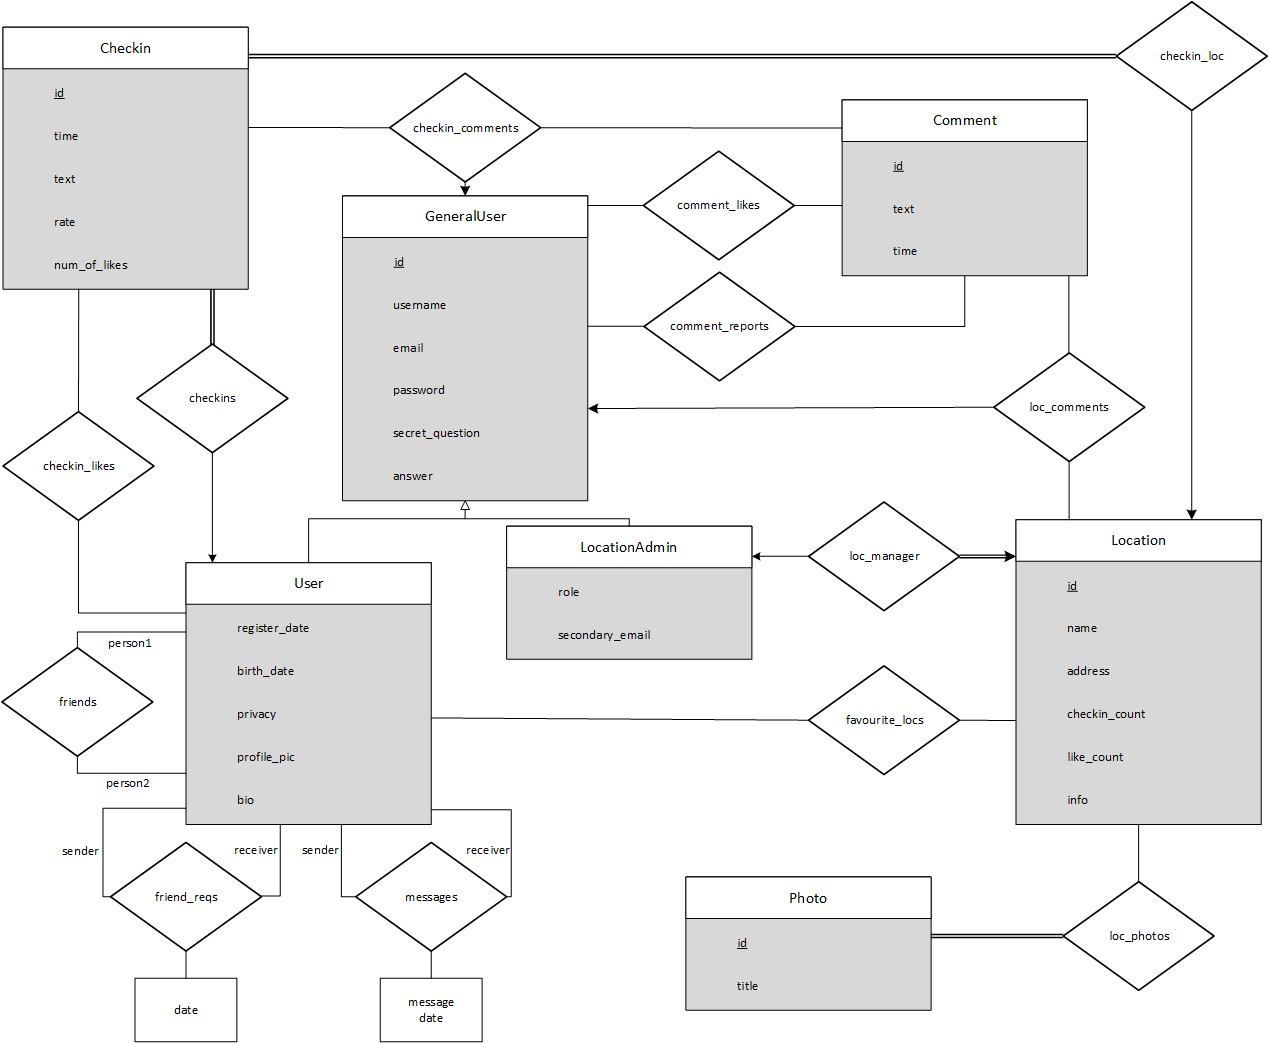 Checkin
id
time
text
rate
num_of_likes
checkin_loc
checkin_comments
Comment
id
text
time
GeneralUser
id
username
email
password
secret_question
answer
comment_likes
comment_reports
checkins
checkin_likes
loc_comments
User
register_date
birth_date
privacy
profile_pic
bio
LocationAdmin
role
secondary_email
loc_manager
Location
id
name
address
checkin_count
like_count
info
person1
friends
person2
favourite_locs
sender
receiver
friend_reqs
date
sender
receiver
messages
message
date
Photo
id
title
loc_photos